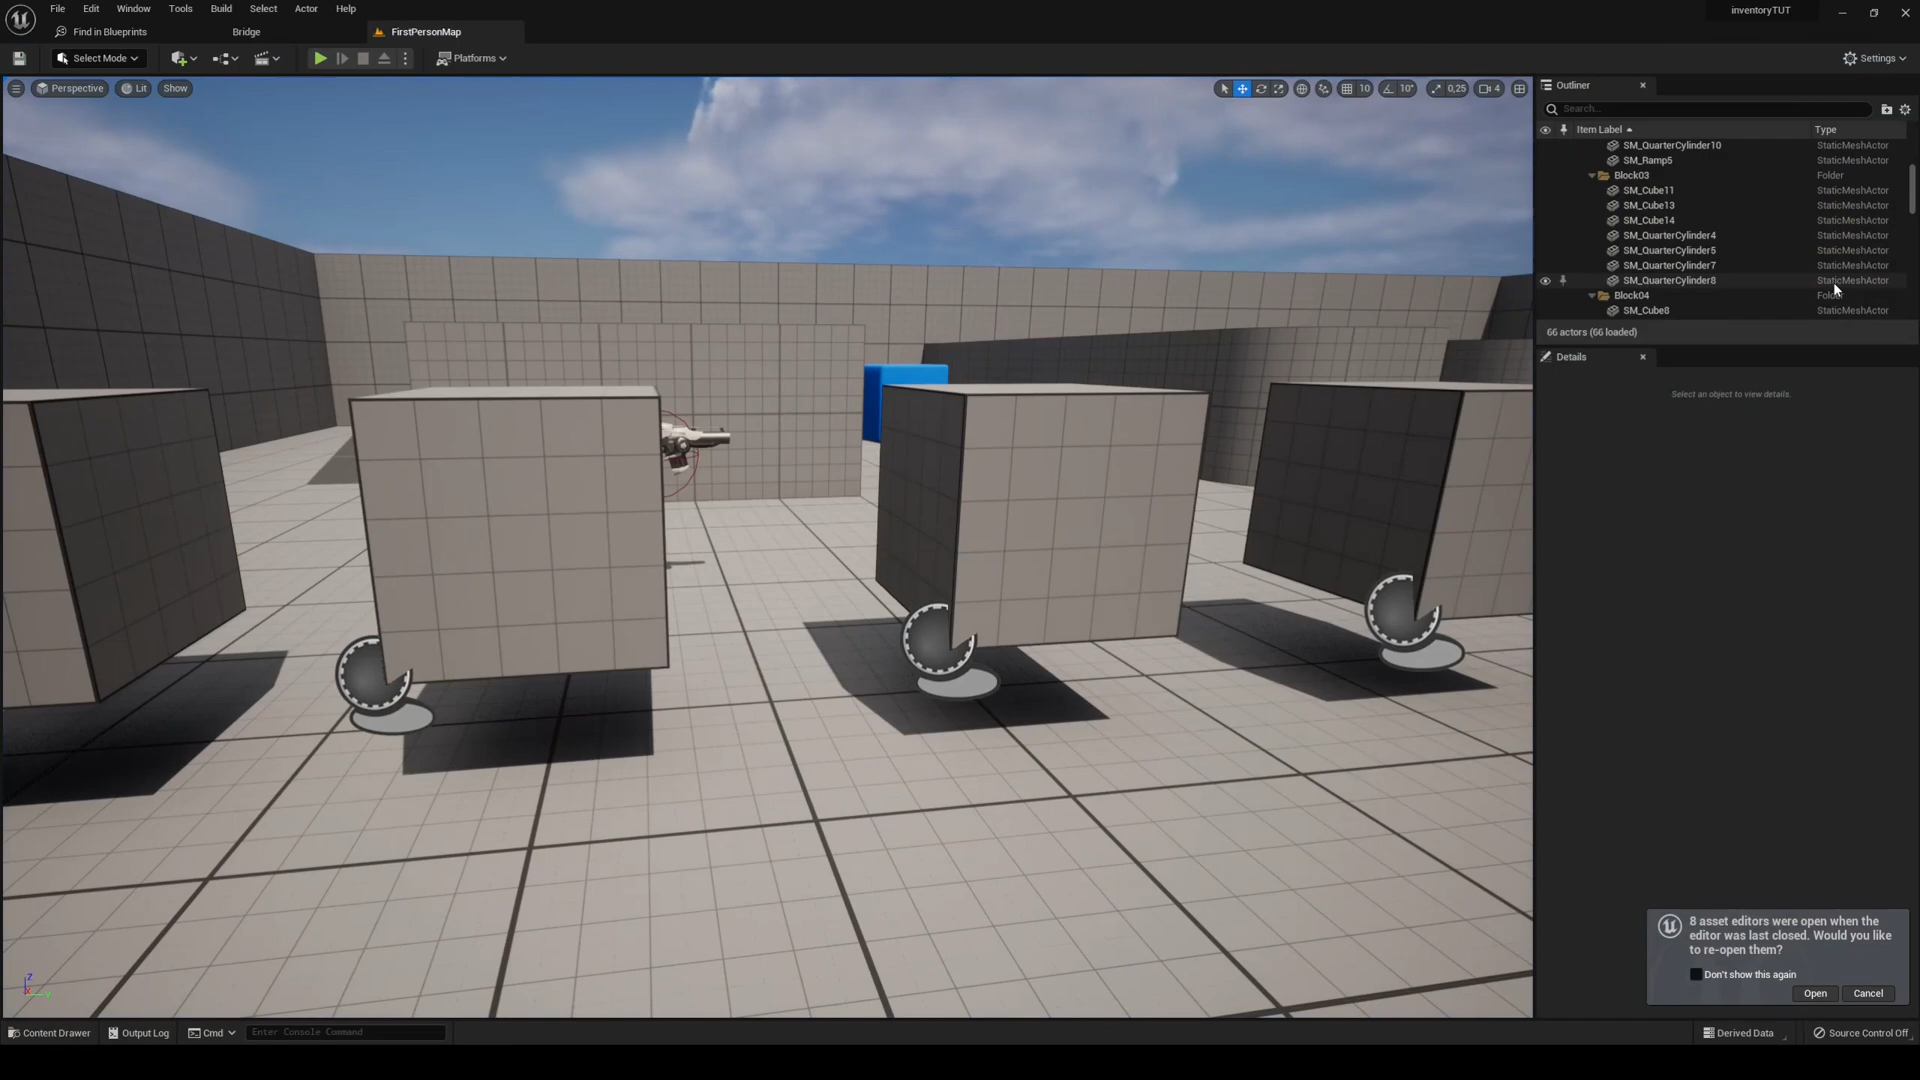 File Edit Window Tools Build Select Actor Help
inventoryTUT
Find in Blueprints
Bridge
FirstPersonMap
Select Mode
Platforms
Settings
Perspective
Lit
Show
10
10°
0,25
4
Outliner
Search...
Item Label
Type
SM_QuarterCylinder10 StaticMeshActor
SM_Ramp5 StaticMeshActor
Block03 Folder
SM_Cube11 StaticMeshActor
SM_Cube13 StaticMeshActor
SM_Cube14 StaticMeshActor
SM_QuarterCylinder4 StaticMeshActor
SM_QuarterCylinder5 StaticMeshActor
SM_QuarterCylinder7 StaticMeshActor
SM_QuarterCylinder8 StaticMeshActor
Block04 Folder
SM_Cube8 StaticMeshActor
66 actors (66 loaded)
Details
Select an object to view details.
8 asset editors were open when the
editor was last closed. Would you like
to re-open them?
Don't show this again
Open
Cancel
Z
Content Drawer
Output Log
Cmd
Enter Console Command
Derived Data
Source Control Off